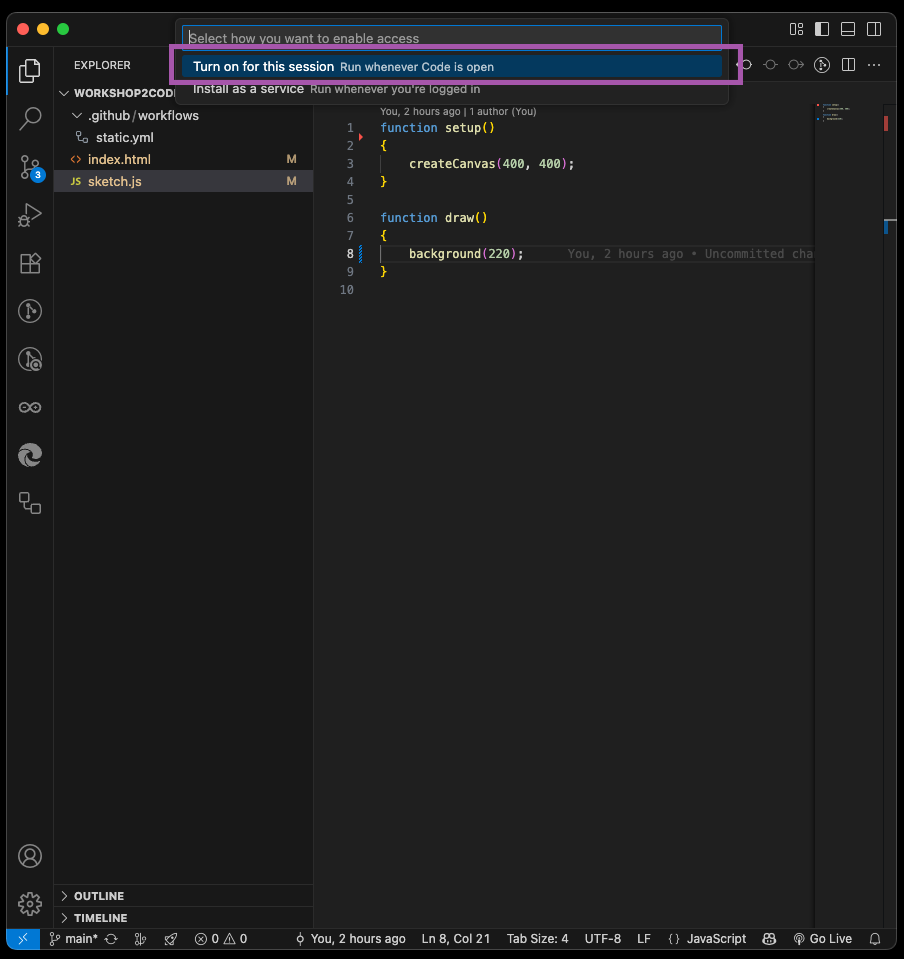 Select how you want to enable access
Turn on for this session Run whenever Code is open
Install as a service Run whenever you're logged in
EXPLORER
WORKSHOP2COD
.github/workflows
static.yml
index.html M
JS sketch.js M
3
You, 2 hours ago | 1 author (You)
1 function setup()
2 {
3 createCanvas(400, 400);
4 }
5
6 function draw()
7 {
8 background(220); You, 2 hours ago • Uncommitted cha
9 }
10
OUTLINE
TIMELINE
main* 0 0 You, 2 hours ago Ln 8, Col 21 Tab Size: 4 UTF-8 LF { } JavaScript Go Live